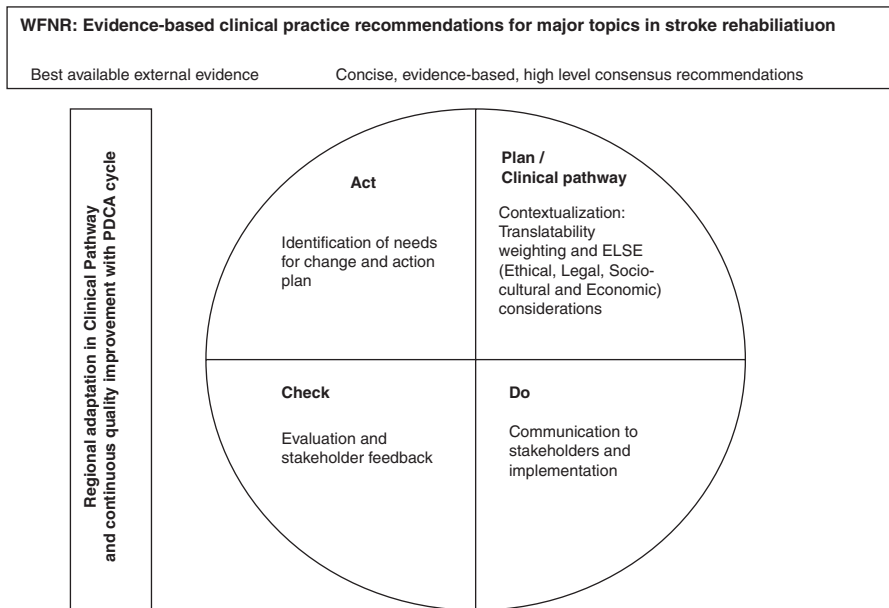 WFNR: Evidence-based clinical practice recommendations for major topics in stroke rehabiliatiuon
Best available external evidence
Concise, evidence-based, high level consensus recommendations
Regional adaptation in Clinical Pathway
and continuous quality improvement with PDCA cycle
Act
Identification of needs
for change and action
plan
Plan /
Clinical pathway
Contextualization:
Translatability
weighting and ELSE
(Ethical, Legal, Socio-
cultural and Economic)
considerations
Check
Evaluation and
stakeholder feedback
Do
Communication to
stakeholders and
implementation